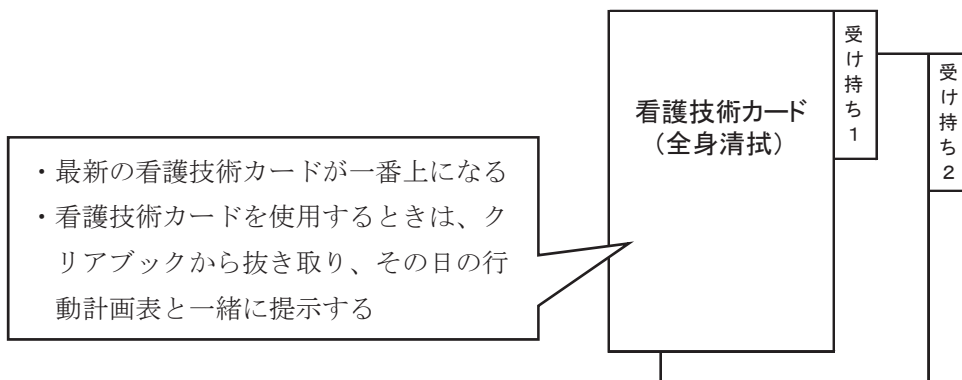 ・最新の看護技術カードが一番上になる
・看護技術カードを使用するときは、ク
リアブックから抜き取り、その日の行
動計画表と一緒に提示する
看護技術カード
（全身清拭）
受け持ち１
受け持ち２